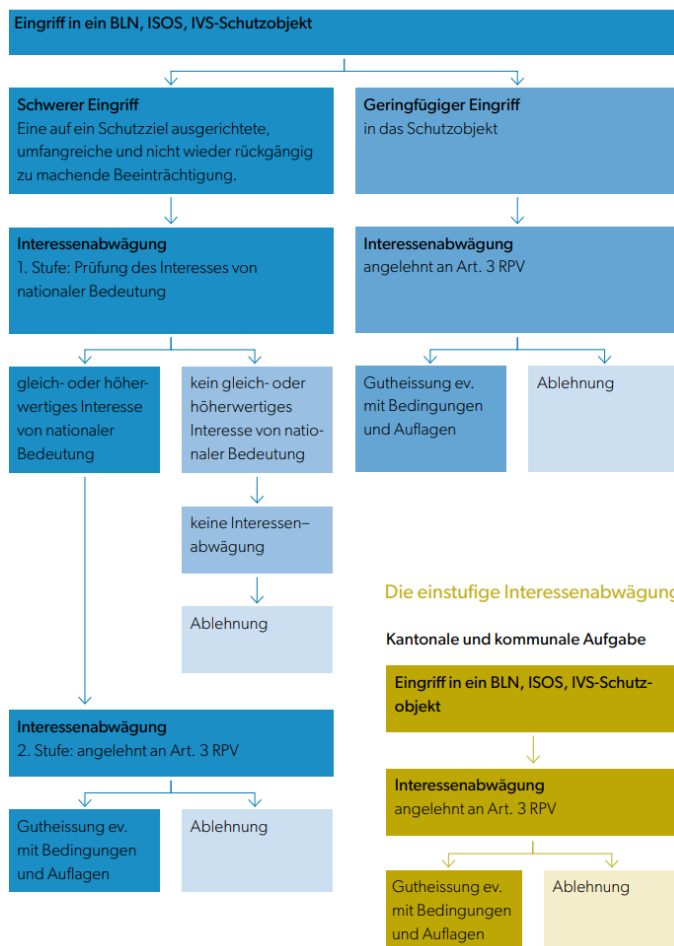 Eingriff in ein BLN, ISOS, IVS-Schutzobjekt
Schwerer Eingriff
Eine auf ein Schutzziel ausgerichtete,
umfangreiche und nicht wieder rückgängig
zu machende Beeinträchtigung.
Geringfügiger Eingriff
in das Schutzobjekt
Interessenabwägung
1. Stufe: Prüfung des Interesses von
nationaler Bedeutung
Interessenabwägung
angelehnt an Art. 3 RPV
gleich- oder höher-
wertiges Interesse
von nationaler
Bedeutung
kein gleich- oder
höherwertiges
Interesse von natio-
naler Bedeutung
Gutheissung ev.
mit Bedingungen
und Auflagen
Ablehnung
keine Interessen–
abwägung
Ablehnung
Interessenabwägung
2. Stufe: angelehnt an Art. 3 RPV
Gutheissung ev.
mit Bedingungen
und Auflagen
Ablehnung
Die einstufige Interessenabwägung
Kantonale und kommunale Aufgabe
Eingriff in ein BLN, ISOS, IVS-Schutz-
objekt
Interessenabwägung
angelehnt an Art. 3 RPV
Gutheissung ev.
mit Bedingungen
und Auflagen
Ablehnung